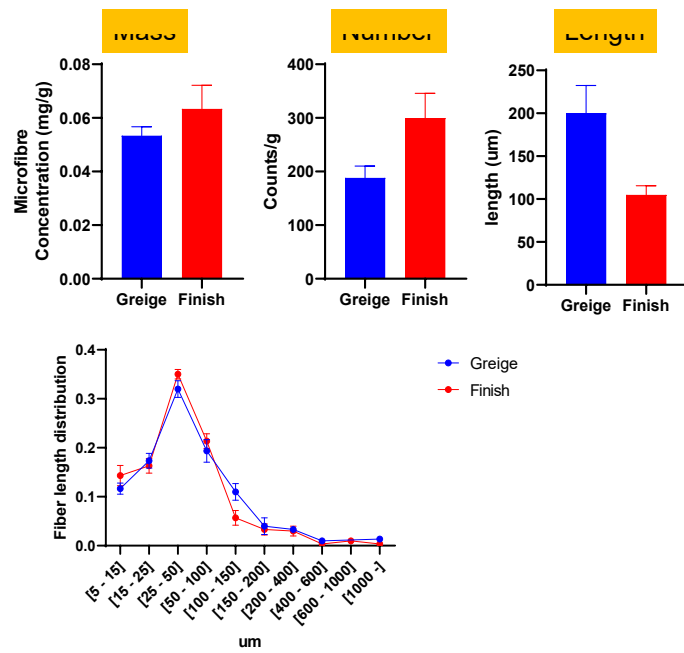 Mass
Number
Length
0.08
0.06
0.04
0.02
0.00
Microfibre
Concentration (mg/g)
Greige
Finish
400
300
200
100
0
Counts/g
Greige
Finish
250
200
150
100
50
0
length (um)
Greige
Finish
0.4
0.3
0.2
0.1
0.0
Fiber length distribution
[5 - 15]
[15 - 25]
[25 - 50]
[50 - 100]
[100 - 150]
[150 - 200]
[200 - 400]
[400 - 600]
[600 - 1000]
[1000 -]
um
Greige
Finish